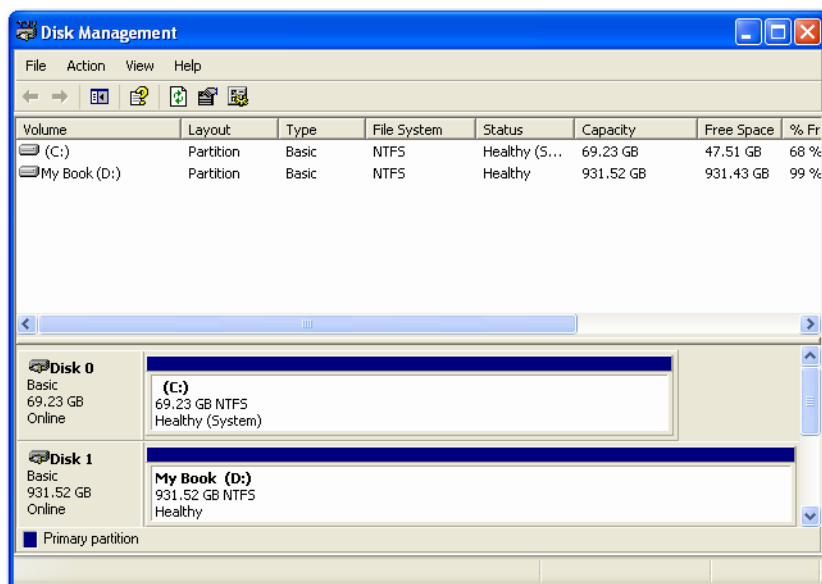 Disk Management
File Action View Help
Volume Layout Type File System Status Capacity Free Space % Fr
(C:) Partition Basic NTFS Healthy (S... 69.23 GB 47.51 GB 68 %
My Book (D:) Partition Basic NTFS Healthy 931.52 GB 931.43 GB 99 %
Disk 0
Basic
69.23 GB
Online
(C:)
69.23 GB NTFS
Healthy (System)
Disk 1
Basic
931.52 GB
Online
My Book (D:)
931.52 GB NTFS
Healthy
Primary partition